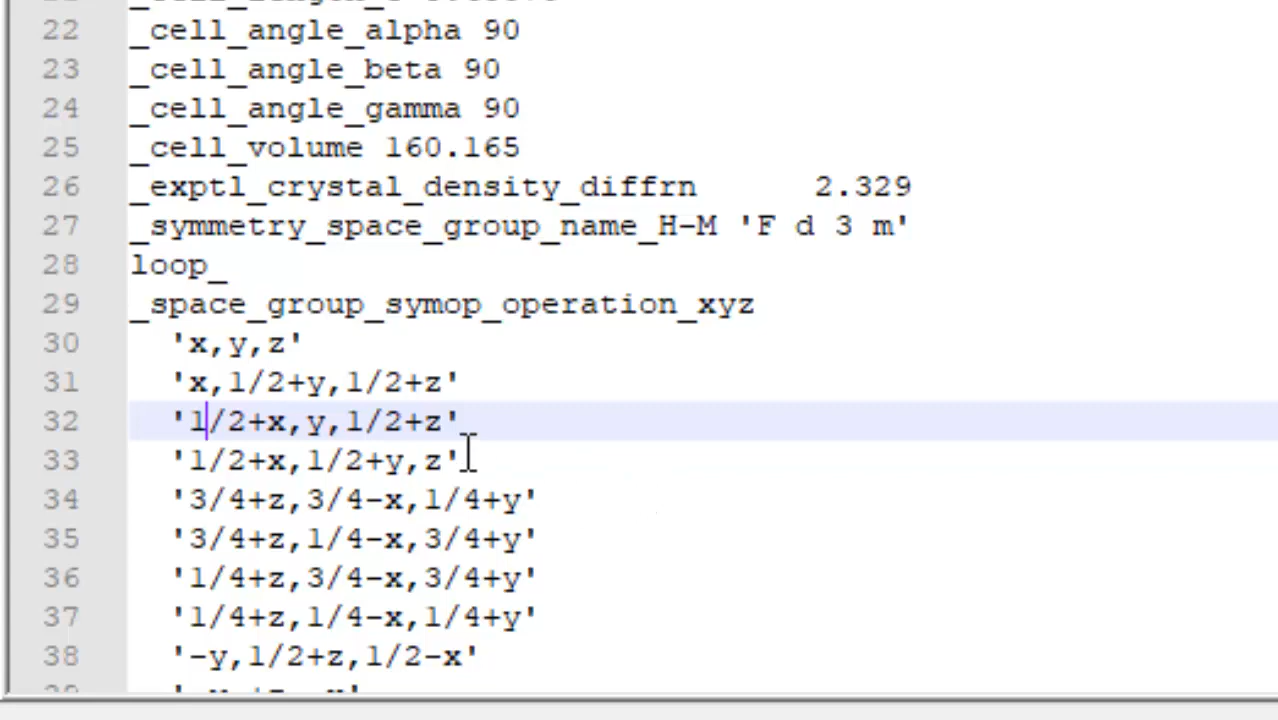 22 _cell_angle_alpha 90
23 _cell_angle_beta 90
24 _cell_angle_gamma 90
25 _cell_volume 160.165
26 _exptl_crystal_density_diffrn      2.329
27 _symmetry_space_group_name_H-M 'F d 3 m'
28 loop_
29 _space_group_symop_operation_xyz
30   'x,y,z'
31   'x,1/2+y,1/2+z'
32   '1/2+x,y,1/2+z'
33   '1/2+x,1/2+y,z'
34   '3/4+z,3/4-x,1/4+y'
35   '3/4+z,1/4-x,3/4+y'
36   '1/4+z,3/4-x,3/4+y'
37   '1/4+z,1/4-x,1/4+y'
38   '-y,1/2+z,1/2-x'